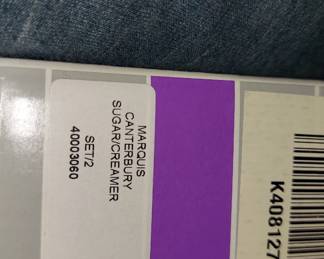 MARQUIS
CANTERBURY
SUGAR/CREAMER
SET/2
40003060
K408127